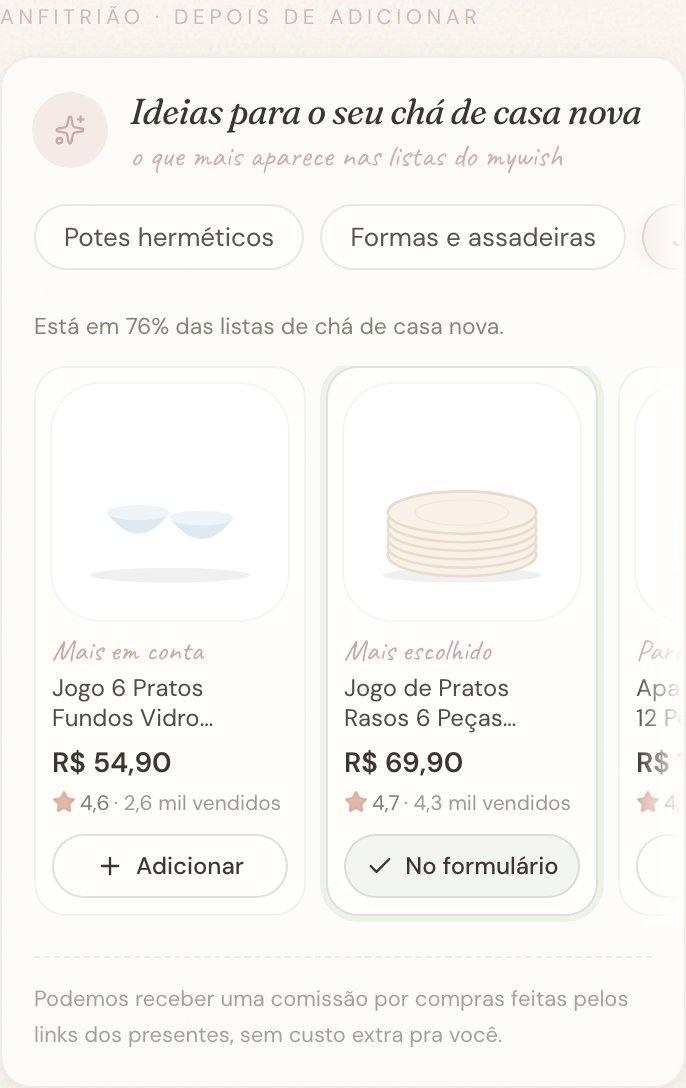 ANFITRIÃO · DEPOIS DE ADICIONAR
Ideias para o seu chá de casa nova
o que mais aparece nas listas do mywish
Potes herméticos
Formas e assadeiras
Está em 76% das listas de chá de casa nova.
Mais em conta
Jogo 6 Pratos
Fundos Vidro...
R$ 54,90
4,6 · 2,6 mil vendidos
+ Adicionar
Mais escolhido
Jogo de Pratos
Rasos 6 Peças...
R$ 69,90
4,7 · 4,3 mil vendidos
✓ No formulário
12
R$
4,
Podemos receber uma comissão por compras feitas pelos
links dos presentes, sem custo extra pra você.